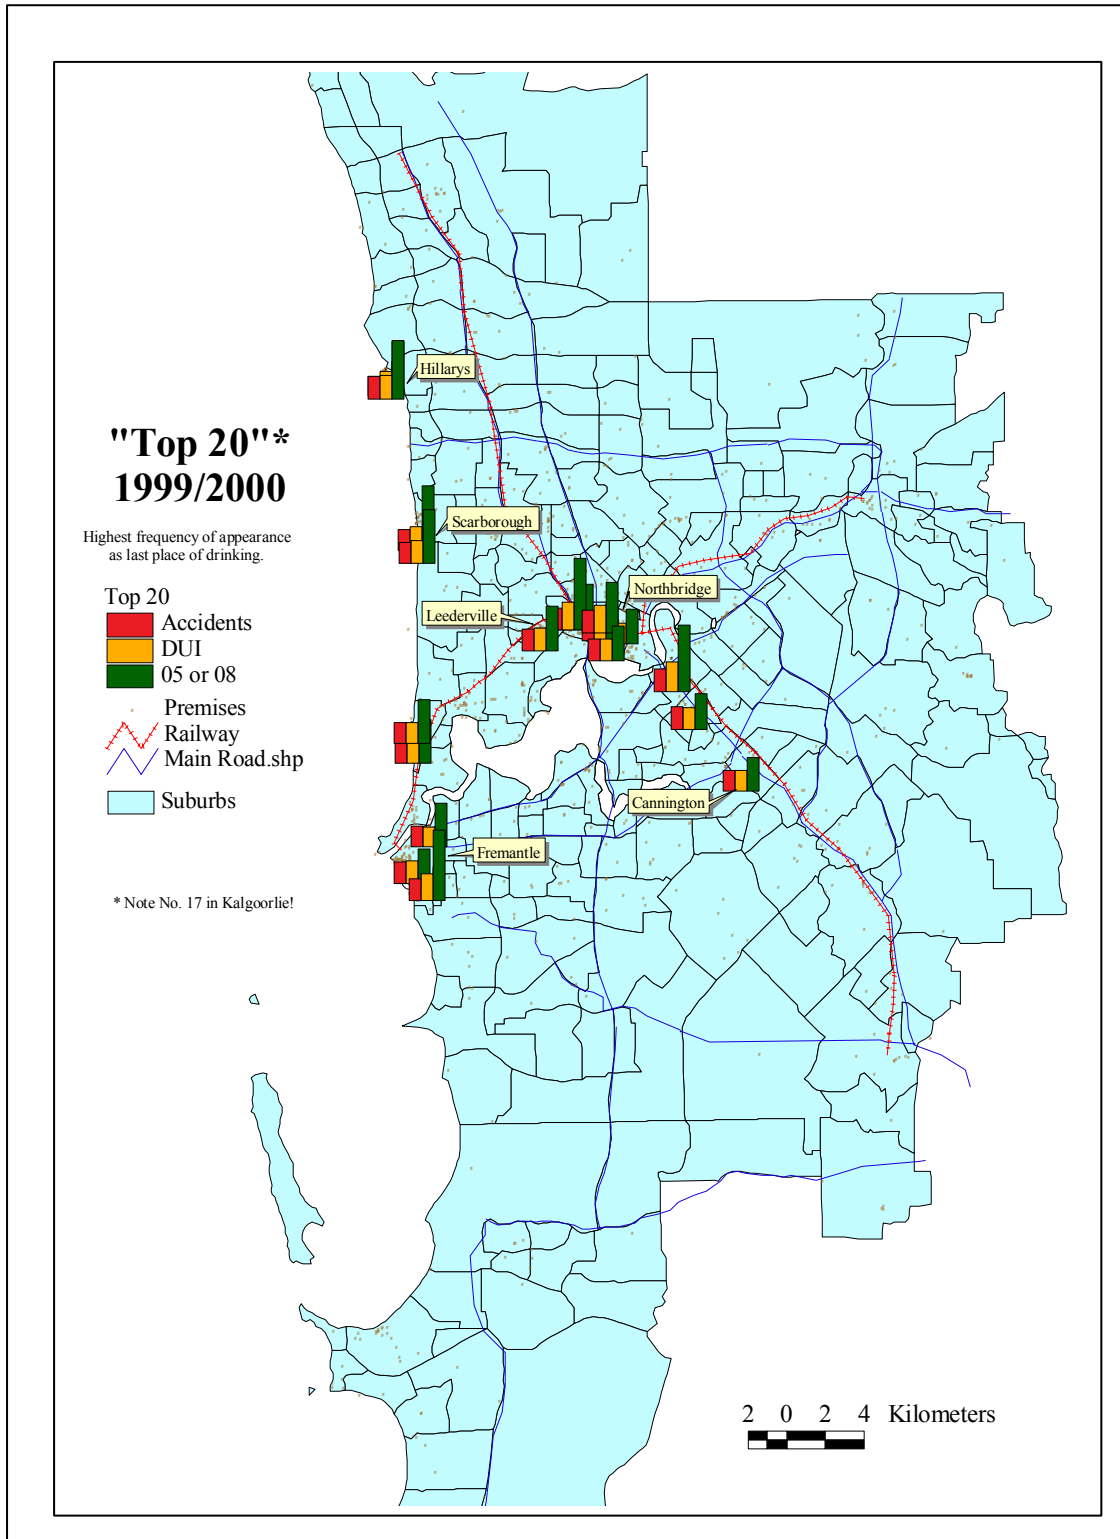 "Top 20"*
1999/2000
Highest frequency of appearance
as last place of drinking.
Top 20
Accidents
DUI
05 or 08
Premises
Railway
Main Road.shp
Suburbs
* Note No. 17 in Kalgoorlie!
Hillarys
Scarborough
Northbridge
Leederville
Cannington
Fremantle
2 0 2 4 Kilometers